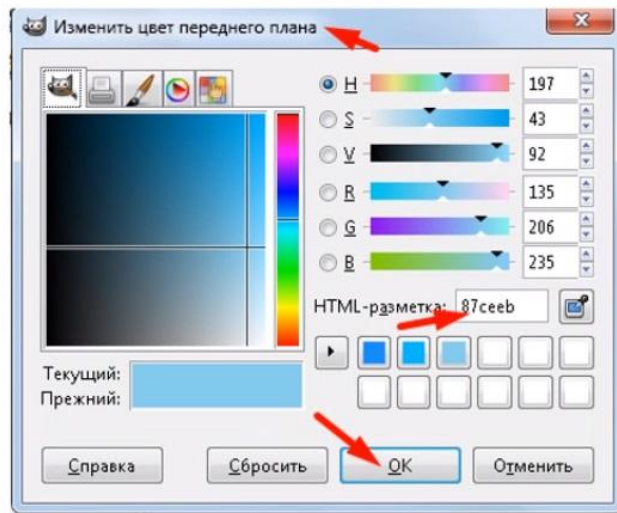 Изменить цвет переднего плана
H 197
S 43
V 92
R 135
G 206
B 235
HTML-разметка: 87ceeb
Текущий:
Прежний:
Справка Сбросить OK Отменить